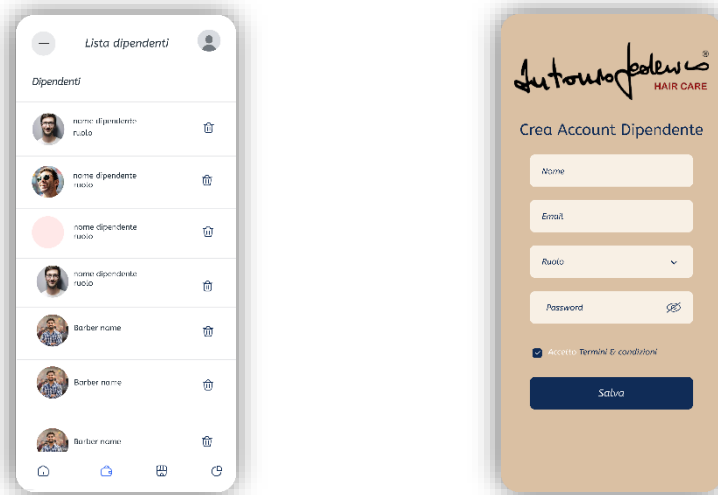 Lista dipendenti
Dipendenti
nome dipendente
ruolo
nome dipendente
ruolo
nome dipendente
ruolo
nome dipendente
ruolo
Barber name
Barber name
Barber name
®
HAIR CARE
Crea Account Dipendente
Nome
Email
Ruolo
Password
Accetto Termini & condizioni
Salva